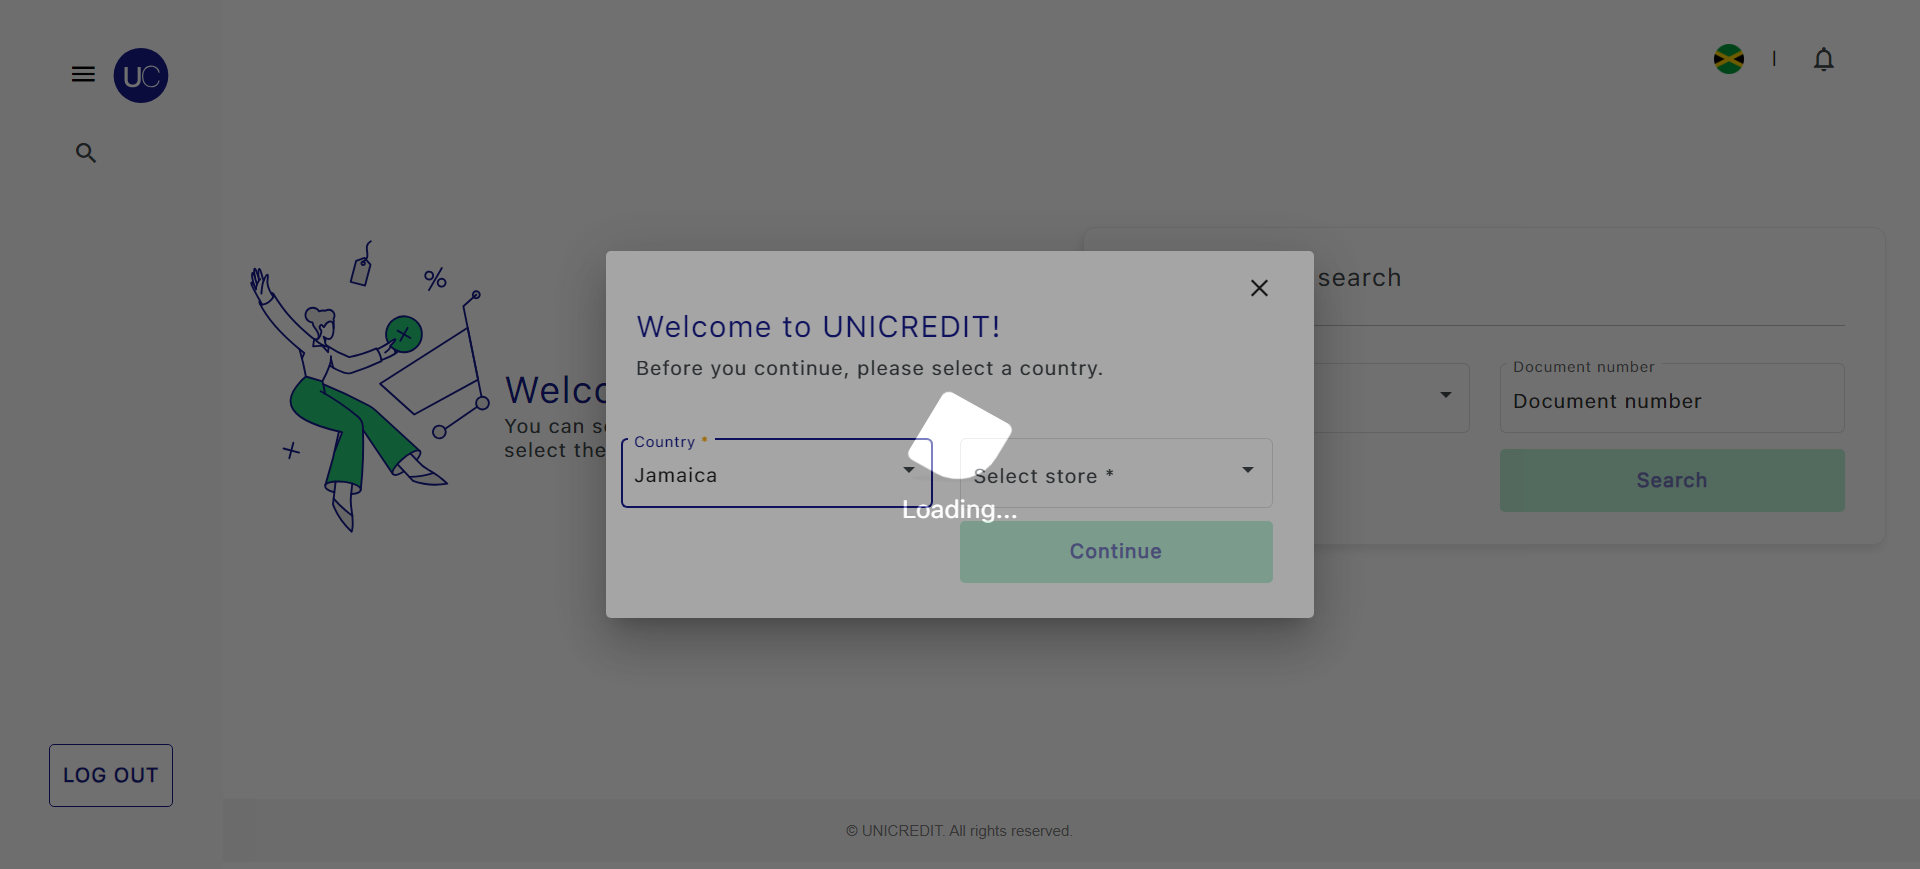 UC
search
Welcome to UNICREDIT!
Before you continue, please select a country.
Document number
Document number
Welco
You can s
select the
Country *
Jamaica
Select store *
Loading...
Search
Continue
LOG OUT
© UNICREDIT. All rights reserved.